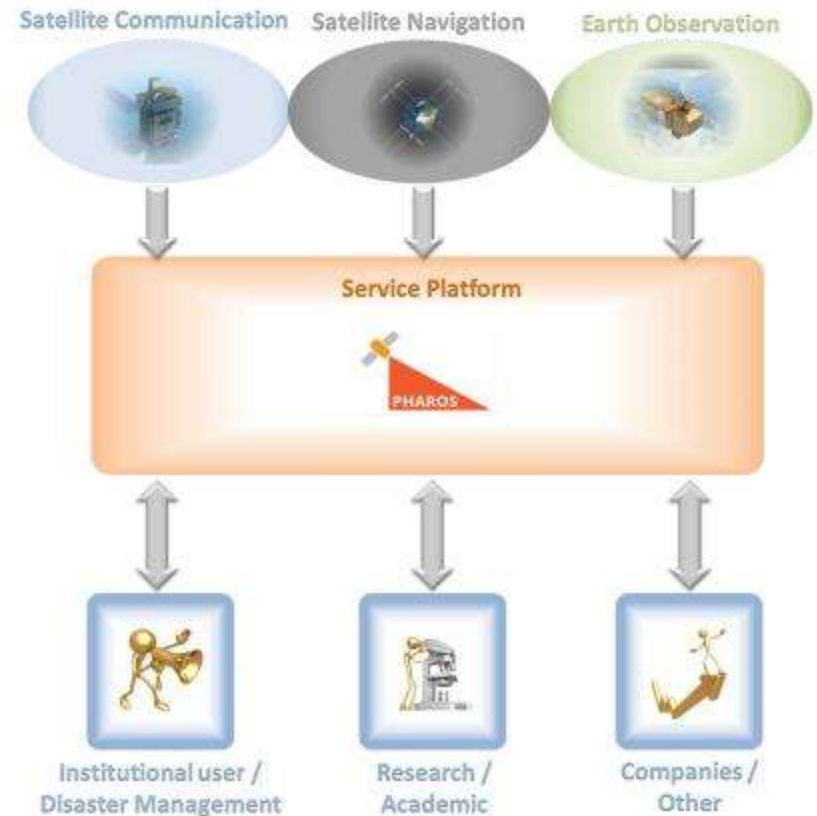 Satellite Communication
Satellite Navigation
Earth Observation
Service Platform
PHAROS
Institutional user /
Disaster Management
Research /
Academic
Companies /
Other